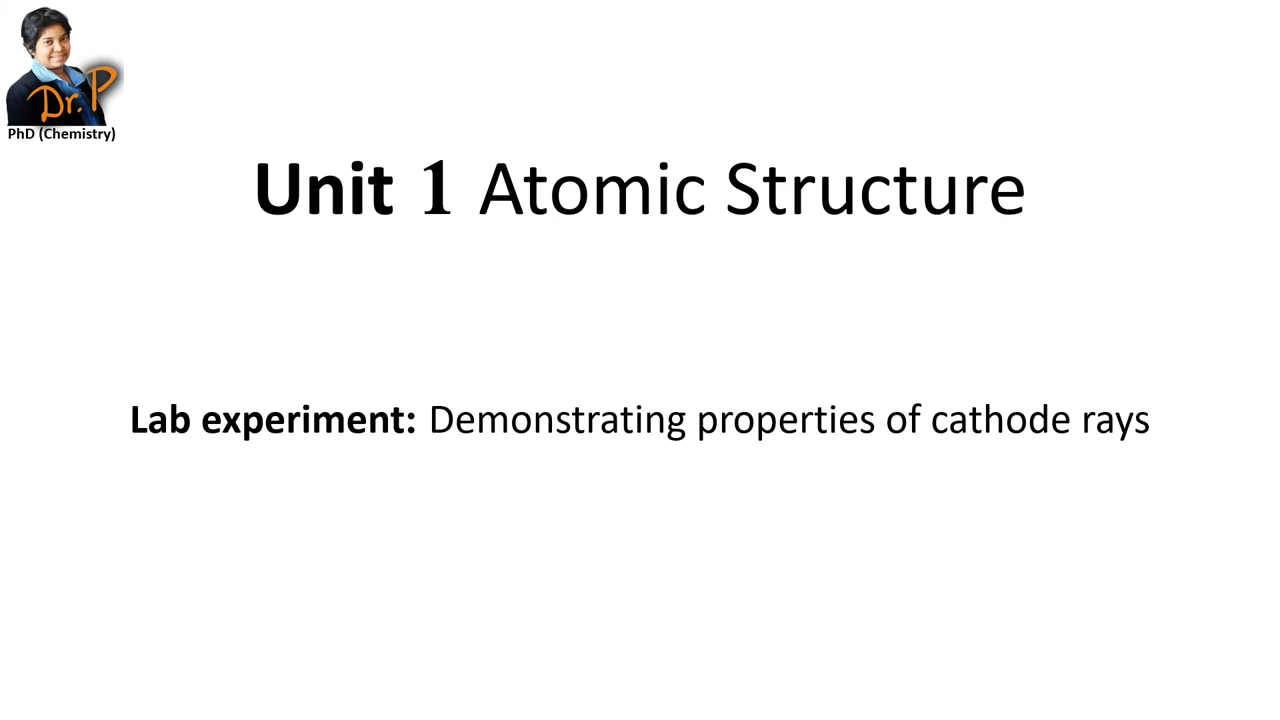 Dr. P
PhD (Chemistry)
Unit 1 Atomic Structure
Lab experiment: Demonstrating properties of cathode rays